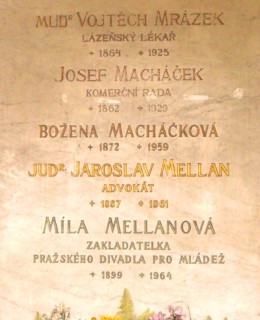 MUDR VOJTĚCH MRÁZEK
LÁZEŇSKÝ LÉKAŘ
* 1864 + 1925
JOSEF MACHÁČEK
KOMERČNÍ RADA
* 1862 + 1929
BOŽENA MACHÁČKOVÁ
* 1872 + 1959
JUDR JAROSLAV MELLAN
ADVOKÁT
* 1887 + 1951
MÍLA MELLANOVÁ
ZAKLADATELKA
PRAŽSKÉHO DIVADLA PRO MLÁDEŽ
* 1899 + 1964